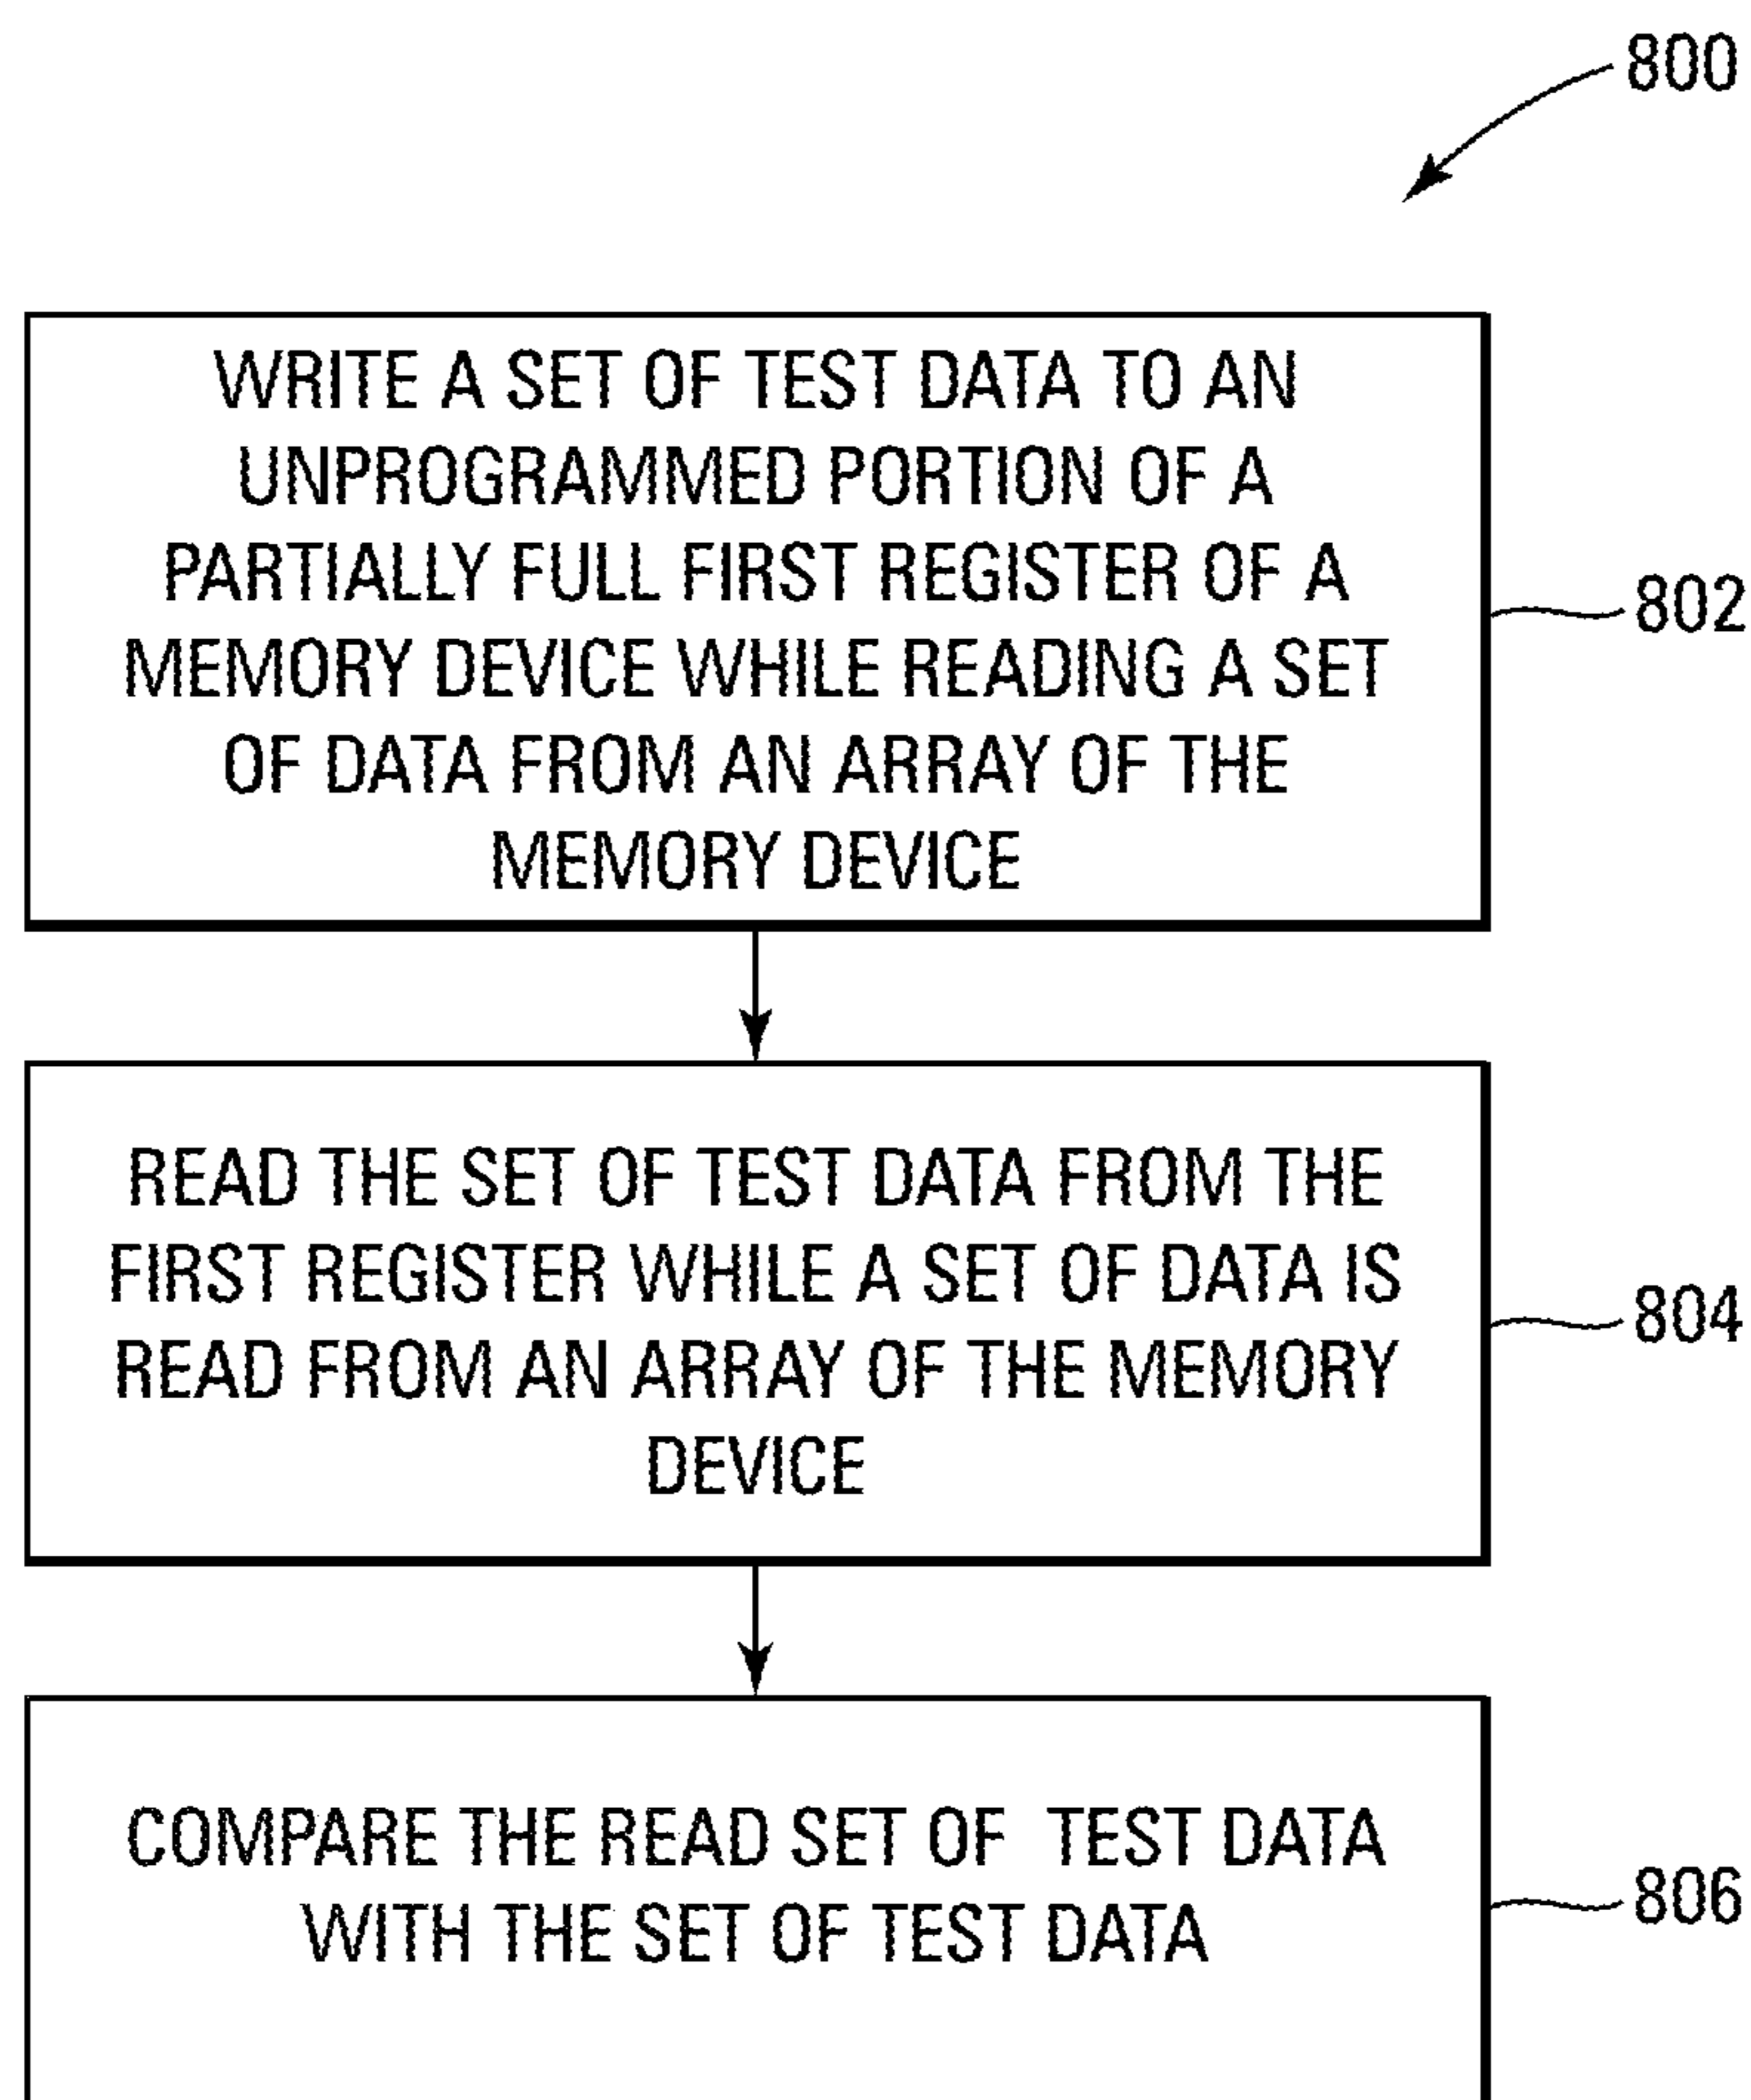 800
WRITE A SET OF TEST DATA TO AN
UNPROGRAMMED PORTION OF A
PARTIALLY FULL FIRST REGISTER OF A
MEMORY DEVICE WHILE READING A SET
OF DATA FROM AN ARRAY OF THE
MEMORY DEVICE
802
READ THE SET OF TEST DATA FROM THE
FIRST REGISTER WHILE A SET OF DATA IS
READ FROM AN ARRAY OF THE MEMORY
DEVICE
804
COMPARE THE READ SET OF TEST DATA
WITH THE SET OF TEST DATA
806